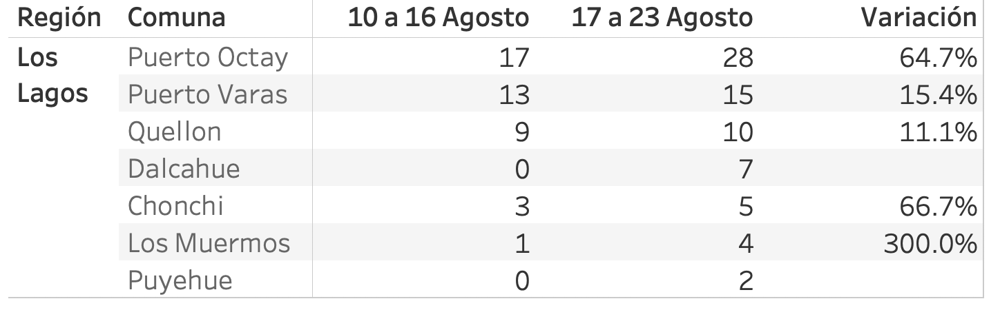 Región Comuna 10 a 16 Agosto 17 a 23 Agosto Variación
Los Puerto Octay 17 28 64.7%
Lagos Puerto Varas 13 15 15.4%
Quellon 9 10 11.1%
Dalcahue 0 7
Chonchi 3 5 66.7%
Los Muermos 1 4 300.0%
Puyehue 0 2